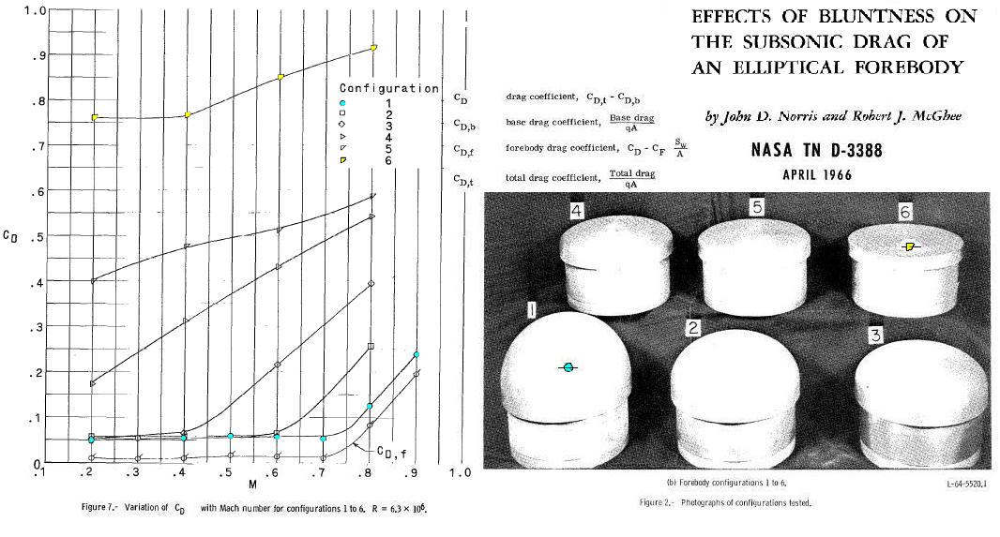 EFFECTS OF BLUNTNESS ON
THE SUBSONIC DRAG OF
AN ELLIPTICAL FOREBODY
by John D. Norris and Robert J. McGhee
NASA TN D-3388
APRIL 1966
1.0
.9
.8
.7
.6
.5
.4
.3
.2
.1
0
C_D
.2 .3 .4 .5 .6 .7 .8 .9 1.0
M
Configuration
1
2
3
4
5
6
C_D,f
Figure 7.- Variation of C_D with Mach number for configurations 1 to 6. R = 6.3 × 10⁶.
C_D drag coefficient, C_D,t - C_D,b
C_D,b base drag coefficient, Base drag / qA
C_D,f forebody drag coefficient, C_D - C_F S_W / A
C_D,t total drag coefficient, Total drag / qA
4 5 6
1 2 3
(b) Forebody configurations 1 to 6.
L-64-5520.1
Figure 2.- Photographs of configurations tested.